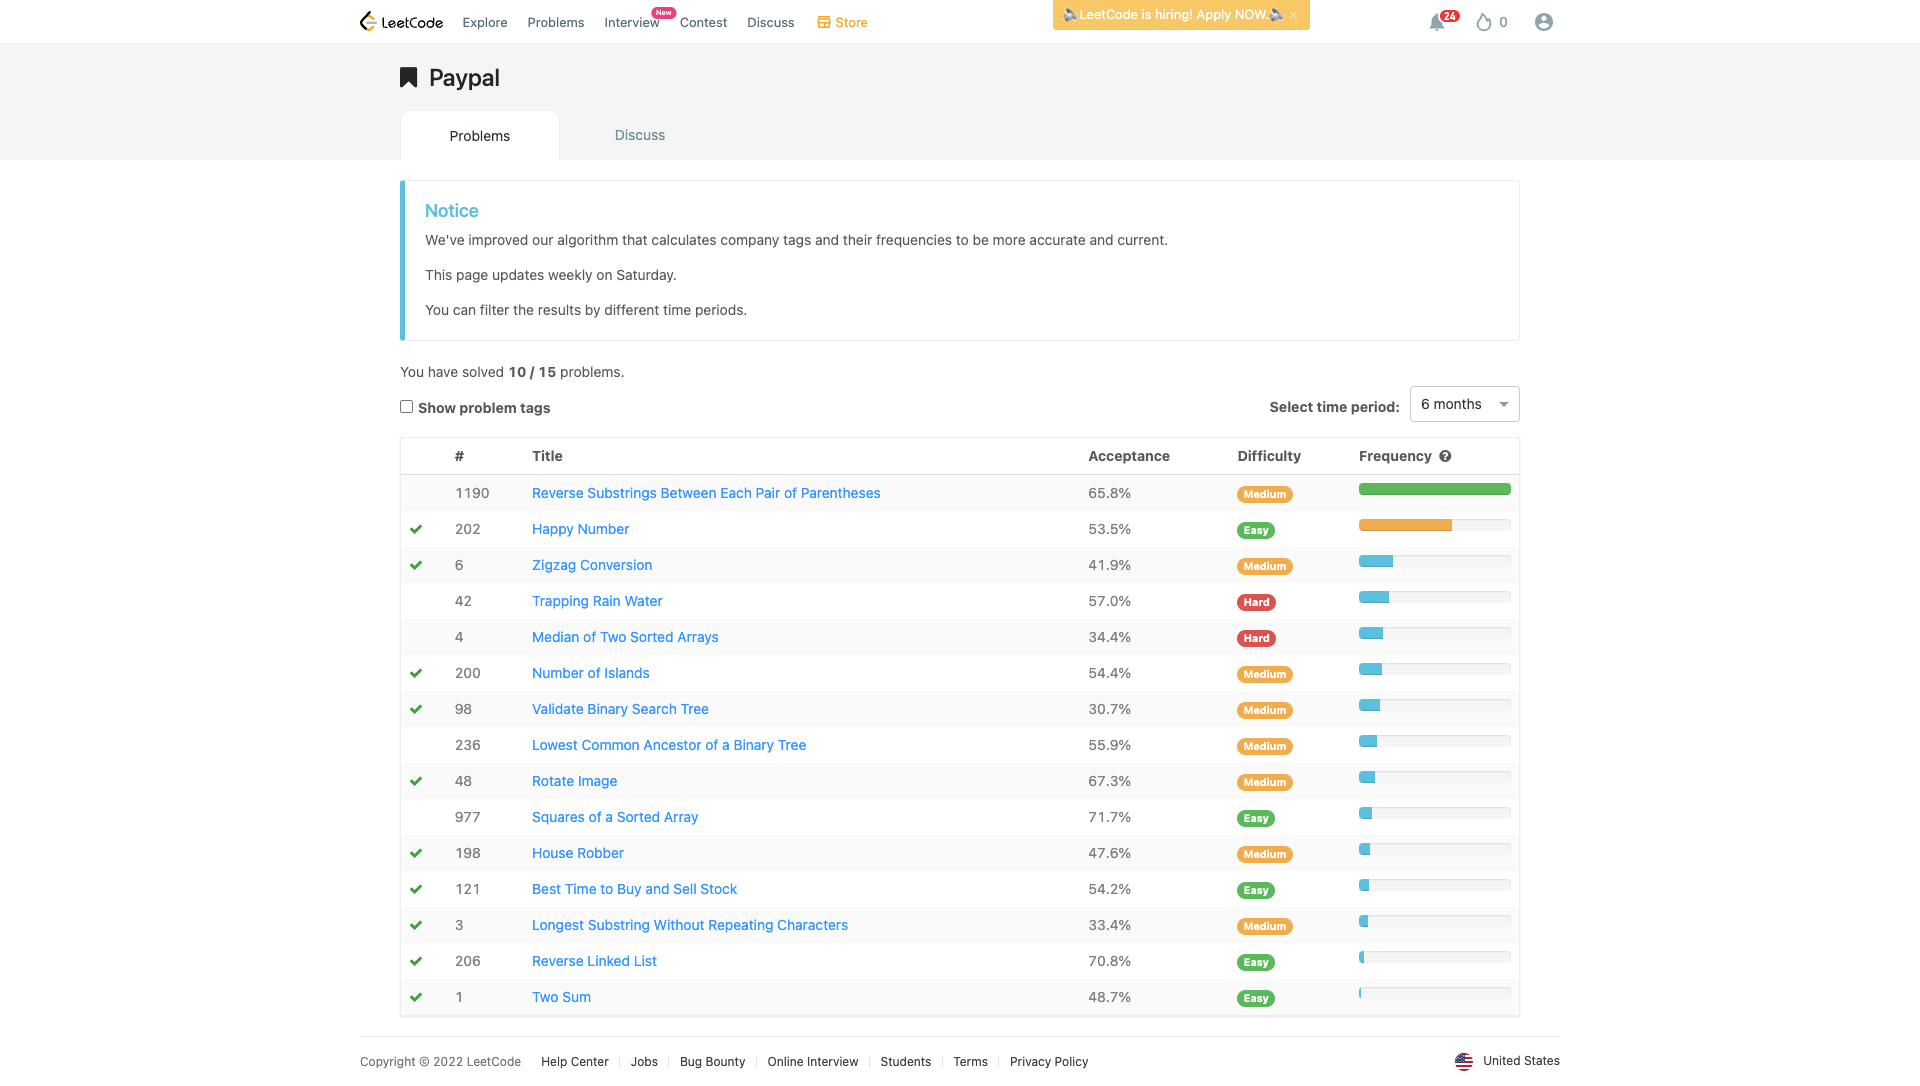 LeetCode Explore Problems Interview New Contest Discuss Store LeetCode is hiring! Apply NOW. × 24 0
Paypal
Problems Discuss
Notice
We've improved our algorithm that calculates company tags and their frequencies to be more accurate and current.
This page updates weekly on Saturday.
You can filter the results by different time periods.
You have solved 10 / 15 problems.
Show problem tags Select time period: 6 months
# Title Acceptance Difficulty Frequency ?
1190 Reverse Substrings Between Each Pair of Parentheses 65.8% Medium
202 Happy Number 53.5% Easy
6 Zigzag Conversion 41.9% Medium
42 Trapping Rain Water 57.0% Hard
4 Median of Two Sorted Arrays 34.4% Hard
200 Number of Islands 54.4% Medium
98 Validate Binary Search Tree 30.7% Medium
236 Lowest Common Ancestor of a Binary Tree 55.9% Medium
48 Rotate Image 67.3% Medium
977 Squares of a Sorted Array 71.7% Easy
198 House Robber 47.6% Medium
121 Best Time to Buy and Sell Stock 54.2% Easy
3 Longest Substring Without Repeating Characters 33.4% Medium
206 Reverse Linked List 70.8% Easy
1 Two Sum 48.7% Easy
Copyright © 2022 LeetCode Help Center Jobs Bug Bounty Online Interview Students Terms Privacy Policy United States